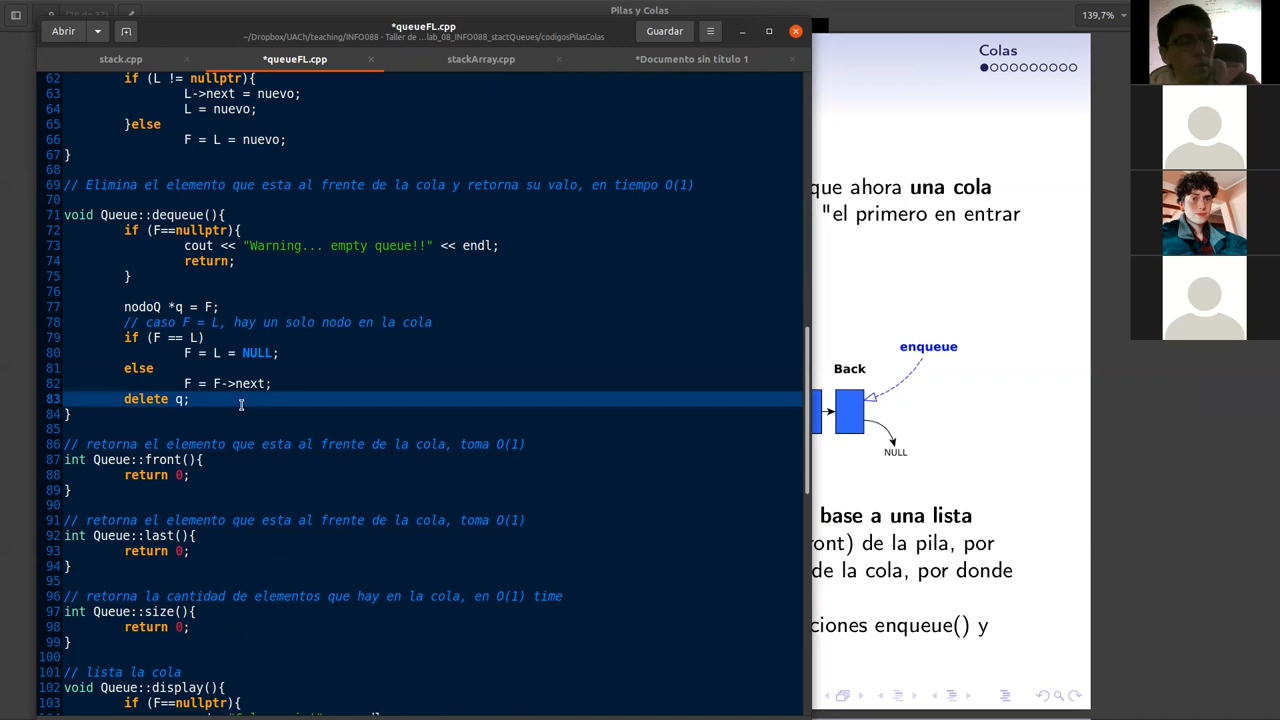 Pilas y Colas
139,7%
Abrir
*queueFL.cpp
~/Dropbox/UACh/teaching/INFO088 - Taller de ...lab_08_INFO088_stactQueues/codigosPilasColas
Guardar
stack.cpp
*queueFL.cpp
stackArray.cpp
*Documento sin título 1
62 if (L != nullptr){
63 L->next = nuevo;
64 L = nuevo;
65 }else
66 F = L = nuevo;
67 }
68
69 // Elimina el elemento que esta al frente de la cola y retorna su valo, en tiempo O(1)
70
71 void Queue::dequeue(){
72 if (F==nullptr){
73 cout << "Warning... empty queue!!" << endl;
74 return;
75 }
76
77 nodoQ *q = F;
78 // caso F = L, hay un solo nodo en la cola
79 if (F == L)
80 F = L = NULL;
81 else
82 F = F->next;
83 delete q;
84 }
85
86 // retorna el elemento que esta al frente de la cola, toma O(1)
87 int Queue::front(){
88 return 0;
89 }
90
91 // retorna el elemento que esta al frente de la cola, toma O(1)
92 int Queue::last(){
93 return 0;
94 }
95
96 // retorna la cantidad de elementos que hay en la cola, en O(1) time
97 int Queue::size(){
98 return 0;
99 }
100
101 // lista la cola
102 void Queue::display(){
103 if (F==nullptr){
Colas
que ahora una cola
"el primero en entrar
enqueue
Back
NULL
base a una lista
ont) de la pila, por
de la cola, por donde
ciones enqueue() y